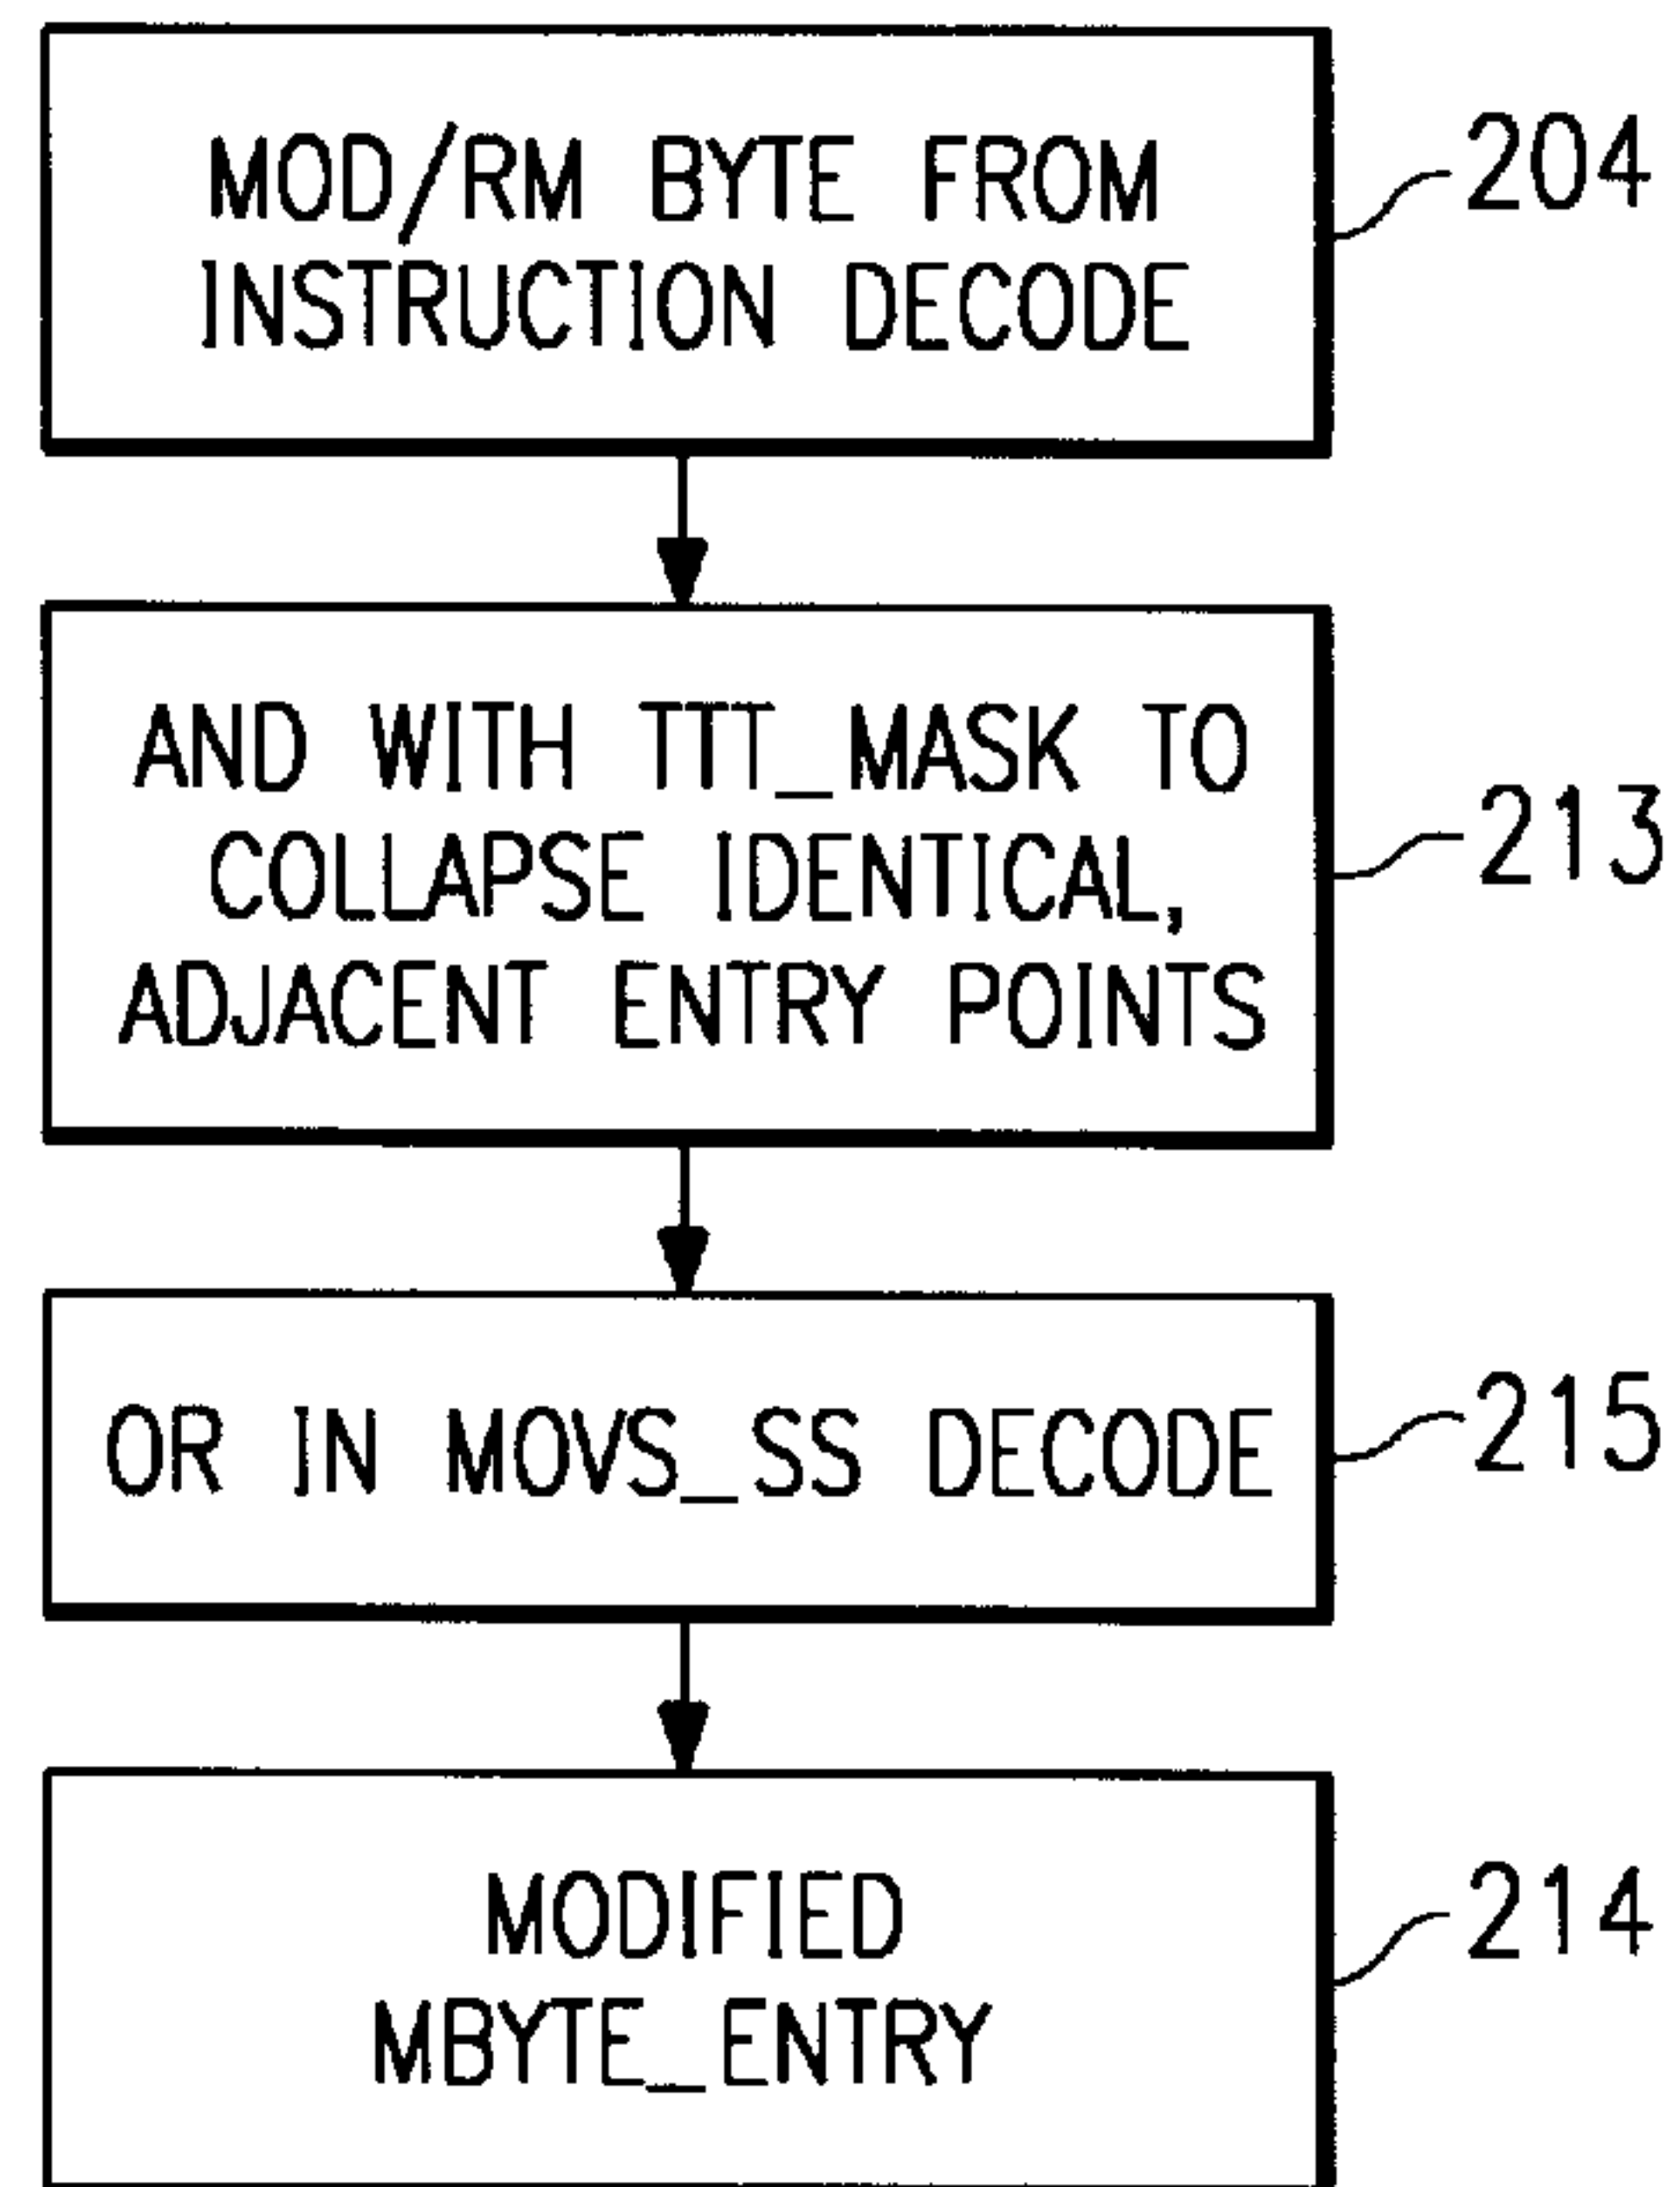 MOD/RM BYTE FROM
INSTRUCTION DECODE
204
AND WITH TTT_MASK TO
COLLAPSE IDENTICAL,
ADJACENT ENTRY POINTS
213
OR IN MOVS_SS DECODE
215
MODIFIED
MBYTE_ENTRY
214